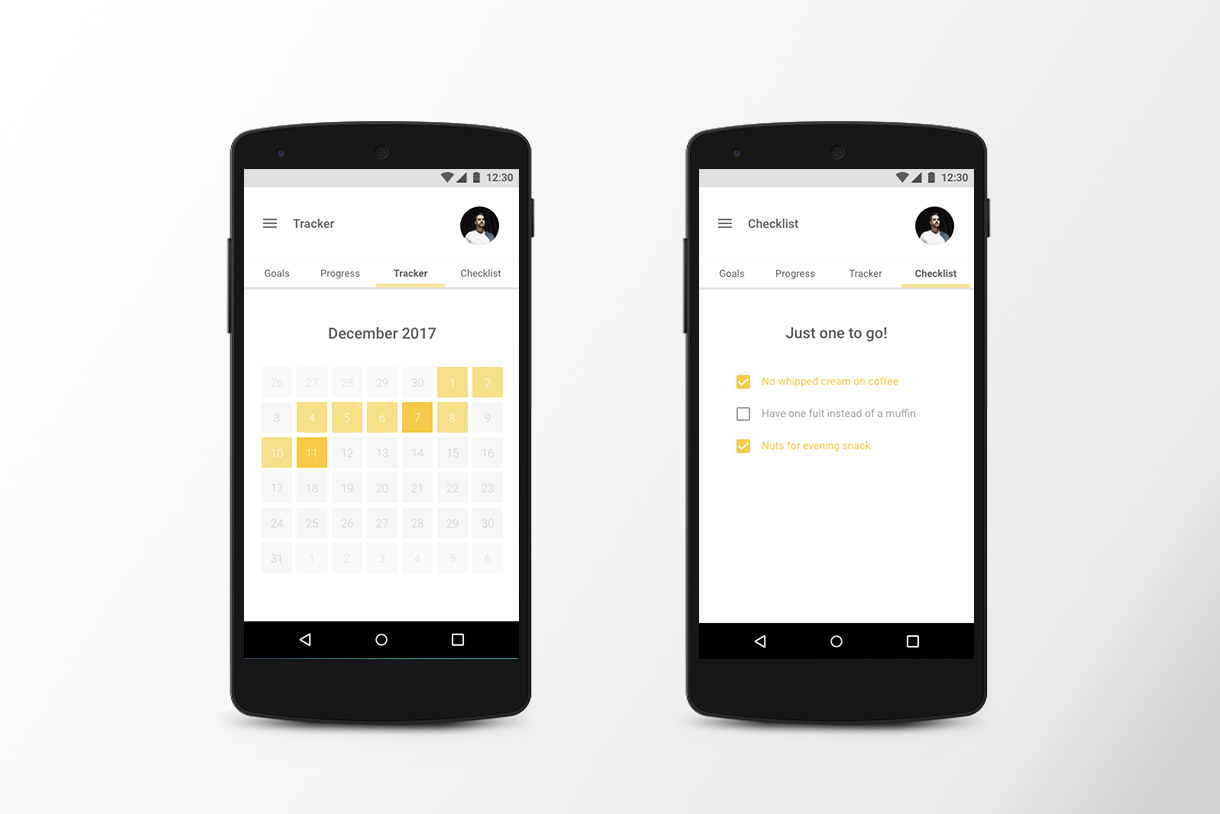 12:30
Tracker
Goals Progress Tracker Checklist
December 2017
26 27 28 29 30 1 2
3 4 5 6 7 8 9
10 11 12 13 14 15 16
17 18 19 20 21 22 23
24 25 26 27 28 29 30
31 1 2 3 4 5 6
12:30
Checklist
Goals Progress Tracker Checklist
Just one to go!
No whipped cream on coffee
Have one fuit instead of a muffin
Nuts for evening snack